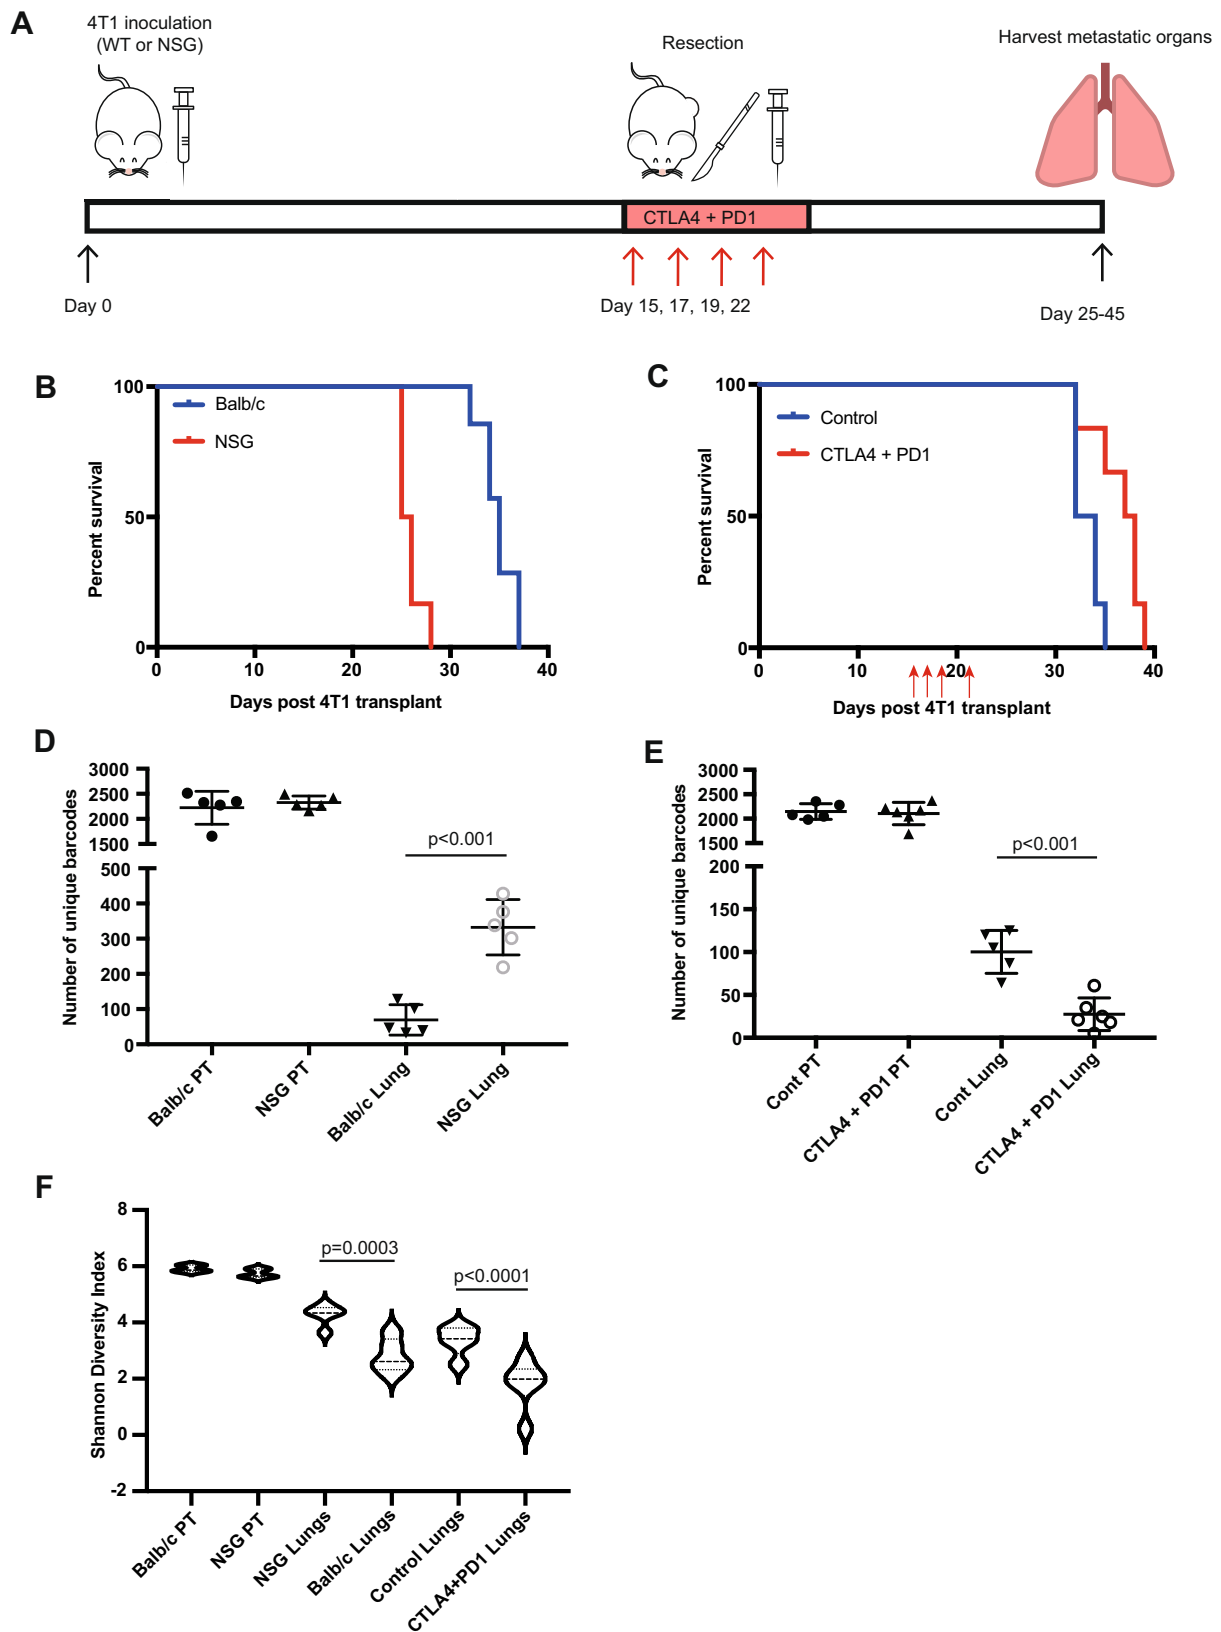 A
4T1 inoculation
(WT or NSG)
Resection
Harvest metastatic organs
CTLA4 + PD1
Day 0
Day 15, 17, 19, 22
Day 25-45
B
100
50
0
Percent survival
Balb/c
NSG
0 10 20 30 40
Days post 4T1 transplant
C
100
50
0
Percent survival
Control
CTLA4 + PD1
0 10 20 30 40
Days post 4T1 transplant
D
3000
2500
2000
1500
500
400
300
200
100
0
Number of unique barcodes
p<0.001
Balb/c PT
NSG PT
Balb/c Lung
NSG Lung
E
3000
2500
2000
1500
200
150
100
50
0
Number of unique barcodes
p<0.001
Cont PT
CTLA4 + PD1 PT
Cont Lung
CTLA4 + PD1 Lung
F
8
6
4
2
0
-2
Shannon Diversity Index
p=0.0003
p<0.0001
Balb/c PT
NSG PT
NSG Lungs
Balb/c Lungs
Control Lungs
CTLA4+PD1 Lungs